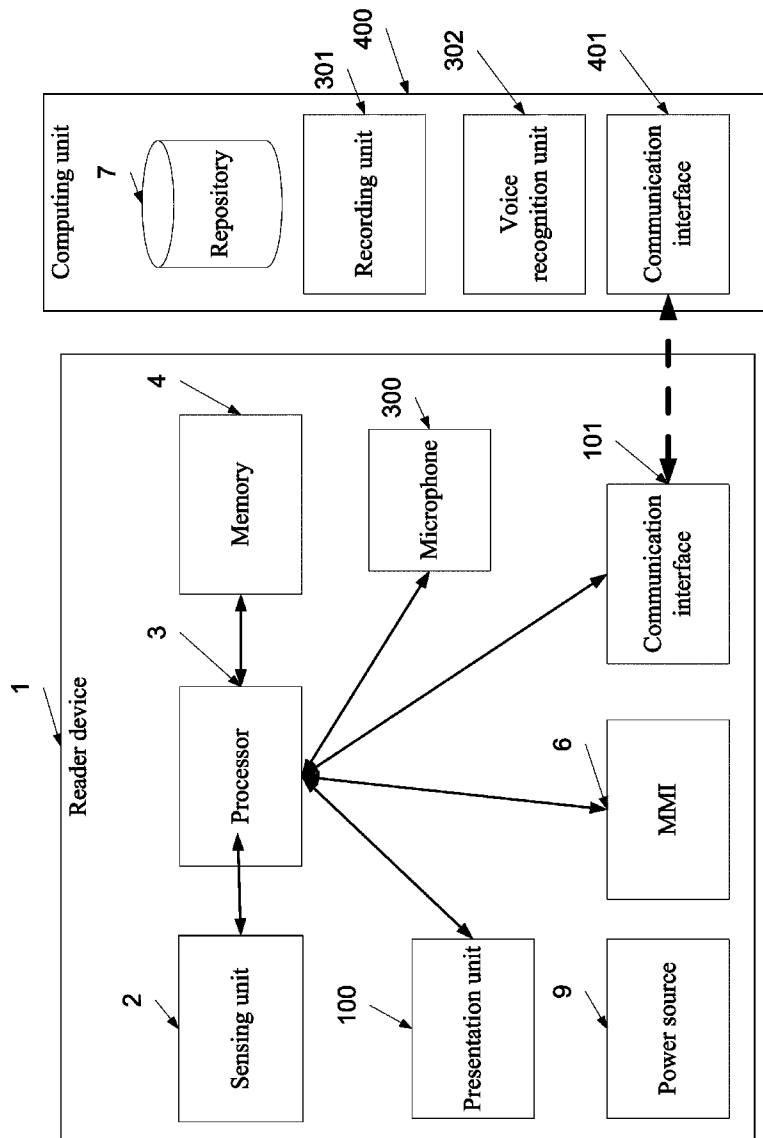 1
Reader device
2
Sensing unit
3
Processor
4
Memory
100
Presentation unit
300
Microphone
9
Power source
6
MMI
101
Communication
interface
Computing unit
400
7
Repository
301
Recording unit
302
Voice
recognition unit
401
Communication
interface